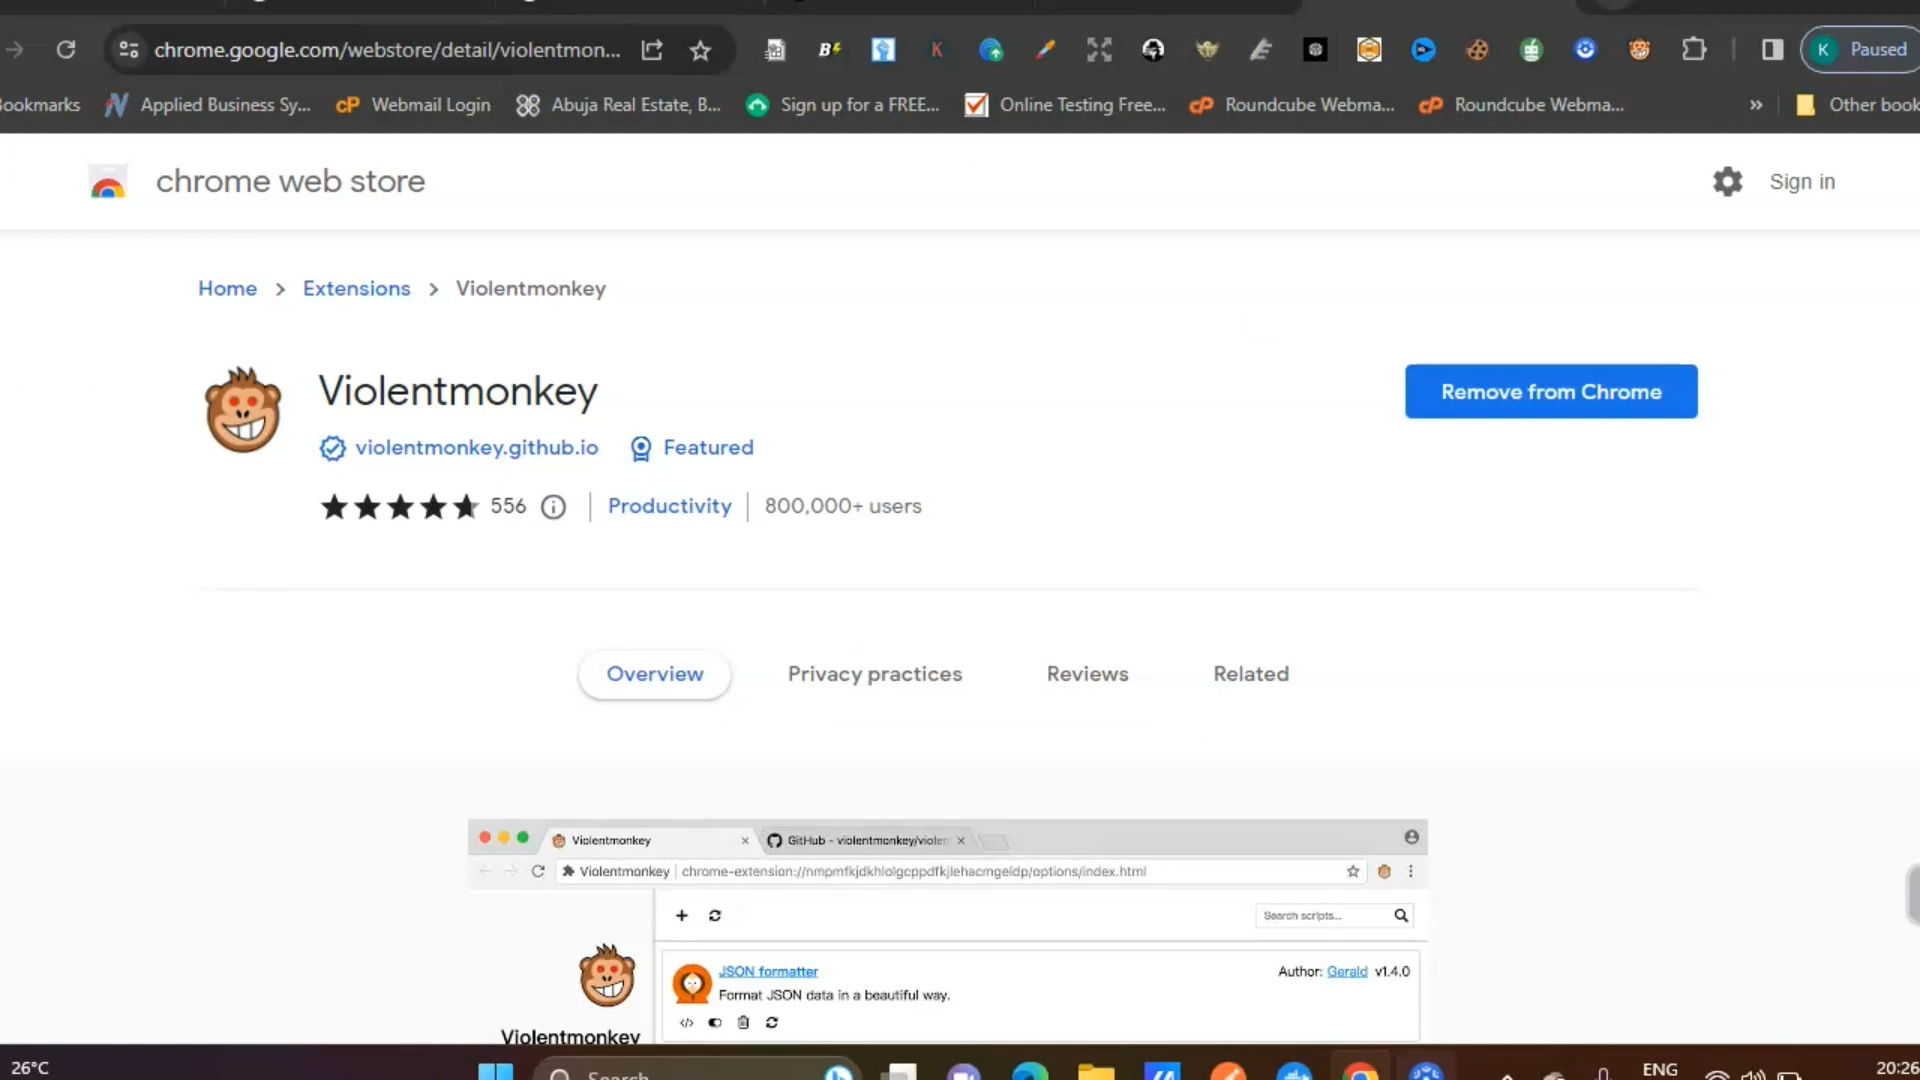 chrome.google.com/webstore/detail/violentmon...
K Paused
Bookmarks Applied Business Sy... Webmail Login Abuja Real Estate, B... Sign up for a FREE... Online Testing Free... Roundcube Webma... Roundcube Webma... » Other book
chrome web store
Sign in
Home > Extensions > Violentmonkey
Violentmonkey
Remove from Chrome
violentmonkey.github.io Featured
556 Productivity 800,000+ users
Overview Privacy practices Reviews Related
Violentmonkey GitHub - violentmonkey/violen
Violentmonkey chrome-extension://nmpmfkjdkhlolgcppdfkjlehacmgeldp/options/index.html
Search scripts...
JSON formatter Author: Gerald v1.4.0
Format JSON data in a beautiful way.
Violentmonkey
26°C
Search
ENG
20:26